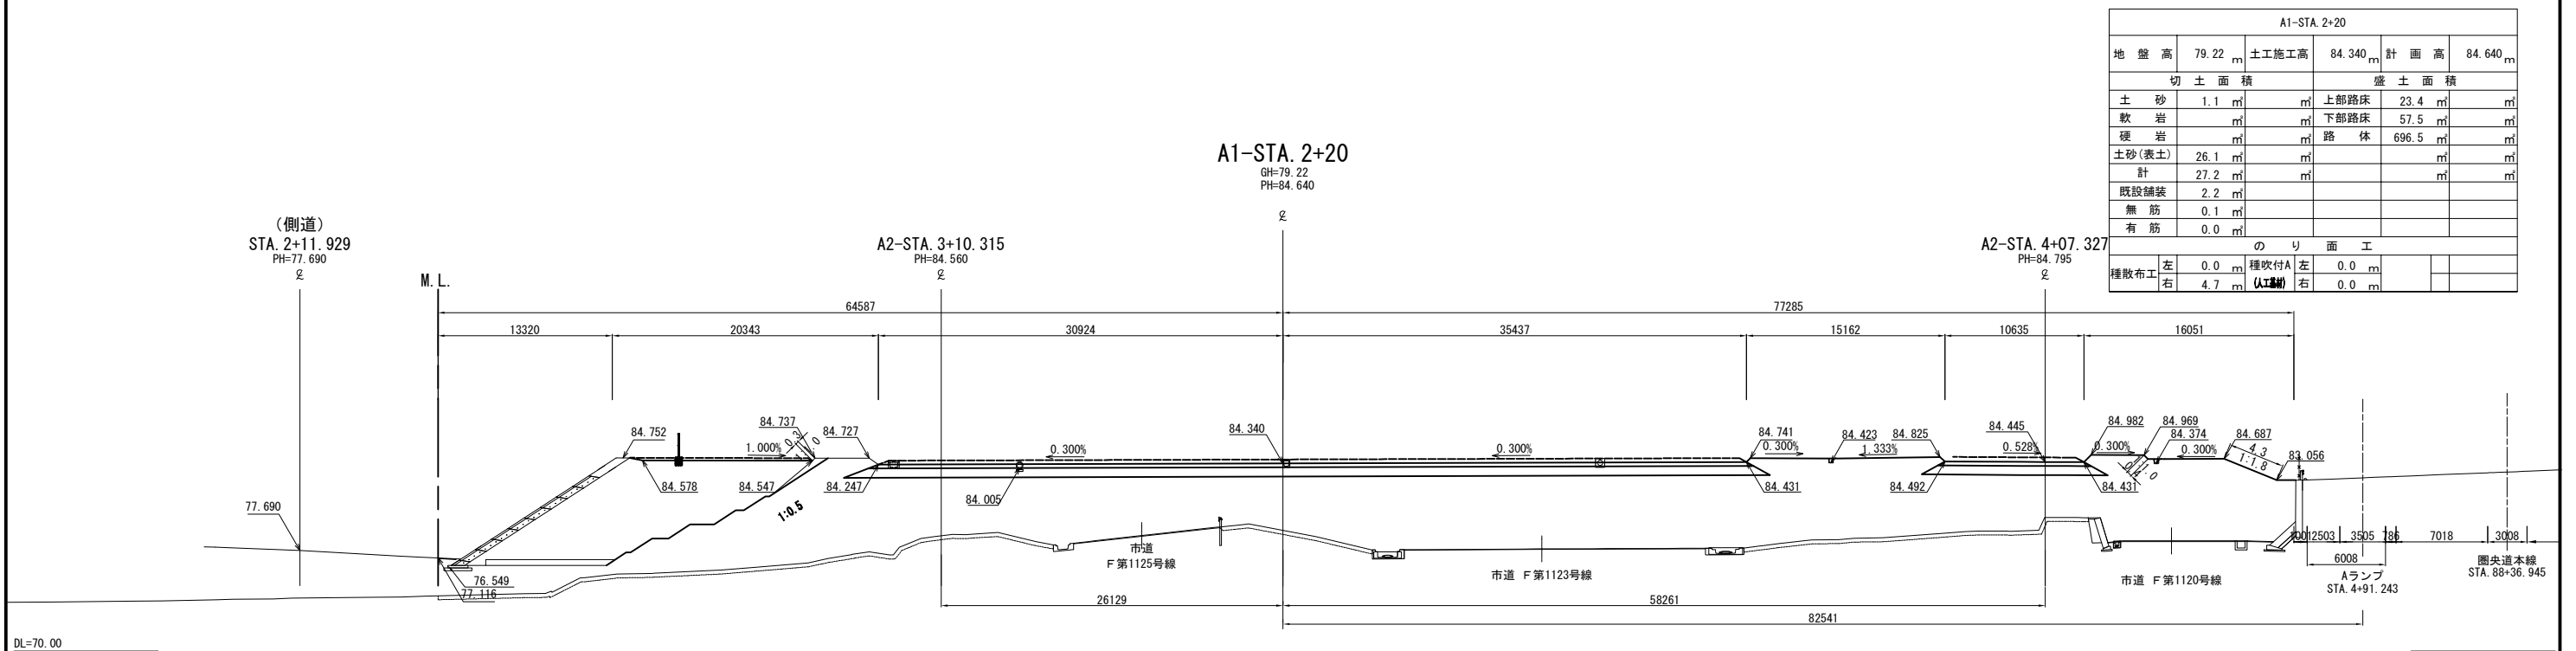 A1-STA. 2+20
地 盤 高 79.22 m 土工施工高 84.340 m 計 画 高 84.640 m
切 土 面 積 盛 土 面 積
土 砂 1.1 ㎡ ㎡ 上部路床 23.4 ㎡ ㎡
軟 岩 ㎡ ㎡ 下部路床 57.5 ㎡ ㎡
硬 岩 ㎡ ㎡ 路 体 696.5 ㎡ ㎡
土砂(表土) 26.1 ㎡ ㎡ ㎡ ㎡
計 27.2 ㎡ ㎡ ㎡ ㎡
既設舗装 2.2 ㎡
無 筋 0.1 ㎡
有 筋 0.0 ㎡
の り 面 工
種散布工 左 0.0 m 種吹付A 左 0.0 m
右 4.7 m 右 0.0 m
A1-STA. 2+20
GH=79.22
PH=84.640
(側道)
STA. 2+11.929
PH=77.690
A2-STA. 3+10.315
PH=84.560
A2-STA. 4+07.327
PH=84.795
M.L.
64587 77285
13320 20343 30924 35437 15162 10635 16051
84.752 84.737 84.727 84.340 84.741 84.423 84.825 84.445 84.982 84.969 84.374 84.687
1.000% 0.300% 0.300% 0.300% 1.333% 0.528% 0.300% 0.300%
4.3
1:1.8
83.056
84.578 84.547 84.247 84.005 84.431 84.492 84.431
1:0.5
77.690
76.549
77.116
市道
F第1125号線
市道 F第1123号線
市道 F第1120号線
3505 786 7018 3008
6008
Aランプ
STA. 4+91.243
圏央道本線
STA. 88+36.945
26129 58261
82541
DL=70.00